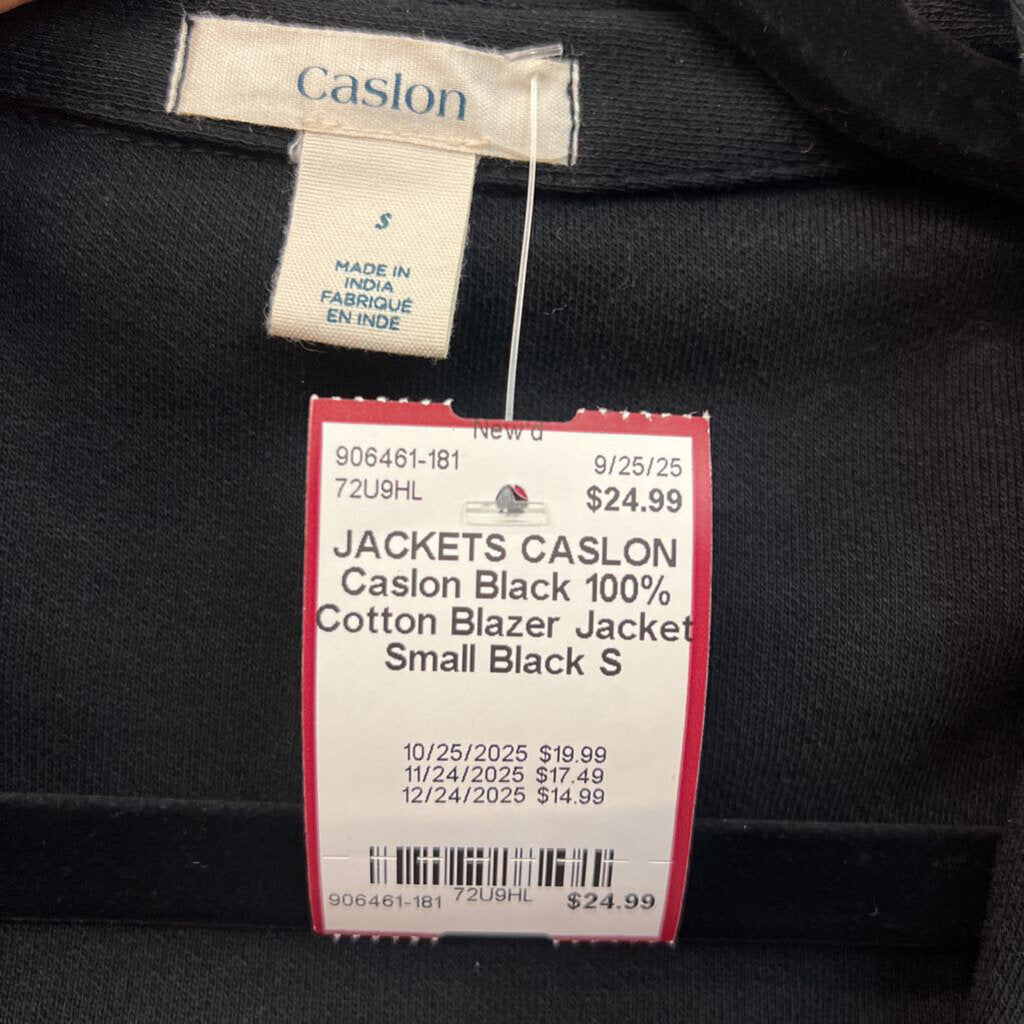 Caslon
S
MADE IN
INDIA
FABRIQUÉ
EN INDE
New'd
906461-181 9/25/25
72U9HL $24.99
JACKETS CASLON
Caslon Black 100%
Cotton Blazer Jacket
Small Black S
10/25/2025 $19.99
11/24/2025 $17.49
12/24/2025 $14.99
906461-181 72U9HL $24.99